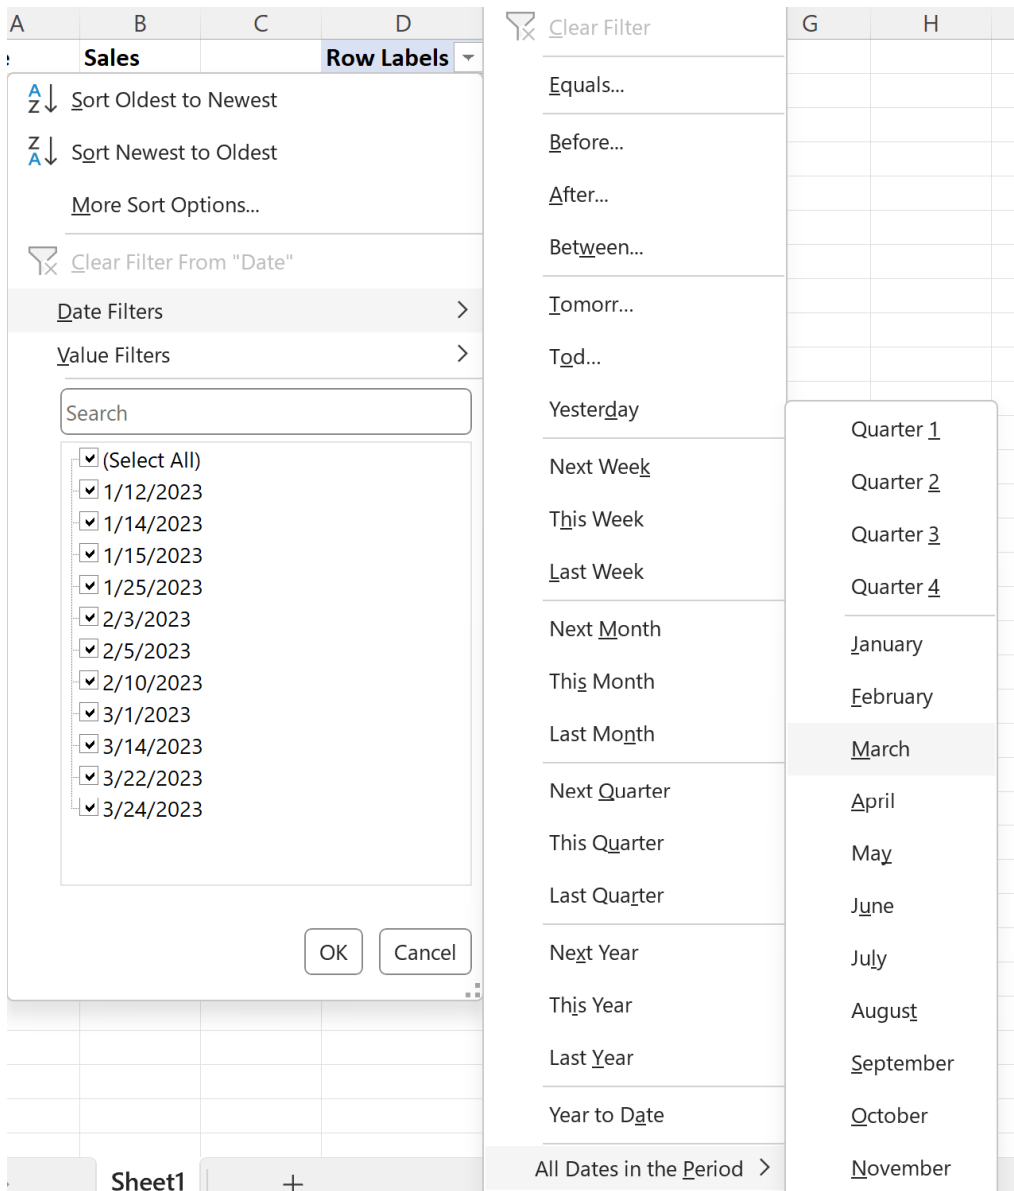 A B C D G H
Sales
Row Labels
Sort Oldest to Newest
Sort Newest to Oldest
More Sort Options...
Clear Filter From "Date"
Date Filters
Value Filters
Search
(Select All)
1/12/2023
1/14/2023
1/15/2023
1/25/2023
2/3/2023
2/5/2023
2/10/2023
3/1/2023
3/14/2023
3/22/2023
3/24/2023
OK Cancel
Sheet1
Clear Filter
Equals...
Before...
After...
Between...
Tomorr...
Tod...
Yesterday
Next Week
This Week
Last Week
Next Month
This Month
Last Month
Next Quarter
This Quarter
Last Quarter
Next Year
This Year
Last Year
Year to Date
All Dates in the Period
Quarter 1
Quarter 2
Quarter 3
Quarter 4
January
February
March
April
May
June
July
August
September
October
November